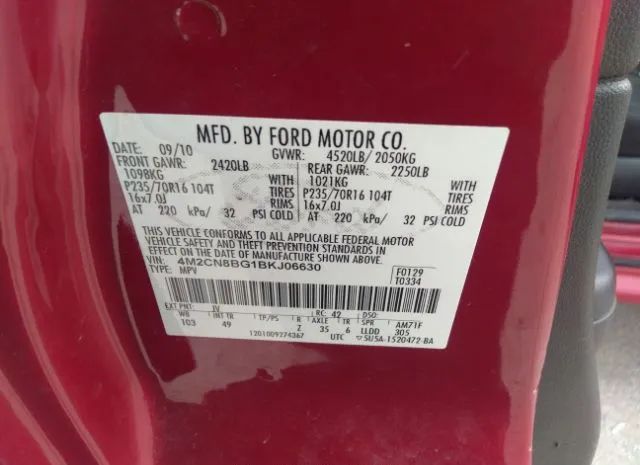 MFD. BY FORD MOTOR CO.
DATE: 09/10 GVWR: 4520LB/ 2050KG
FRONT GAWR: 2420LB REAR GAWR: 2250LB
1098KG 1021KG
P235/70R16 104T TIRES P235/70R16 104T TIRES
16x7.0J RIMS 16x7.0J RIMS
AT 220 kPa/ 32 PSI COLD AT 220 kPa/ 32 PSI COLD
THIS VEHICLE CONFORMS TO ALL APPLICABLE FEDERAL MOTOR
VEHICLE SAFETY AND THEFT PREVENTION STANDARDS IN
EFFECT ON THE DATE OF MANUFACTURE SHOWN ABOVE.
VIN: 4M2CN8BG1BKJ06630 F0129
TYPE: MPV T0334
EXT PNT: JV RC: 42 DSO:
WB INT TR TP/PS R AXLE TR SPR AM71F
103 49 Z 35 6 LLDD 305
1201009274367 UTC 5U5A-1520472-BA